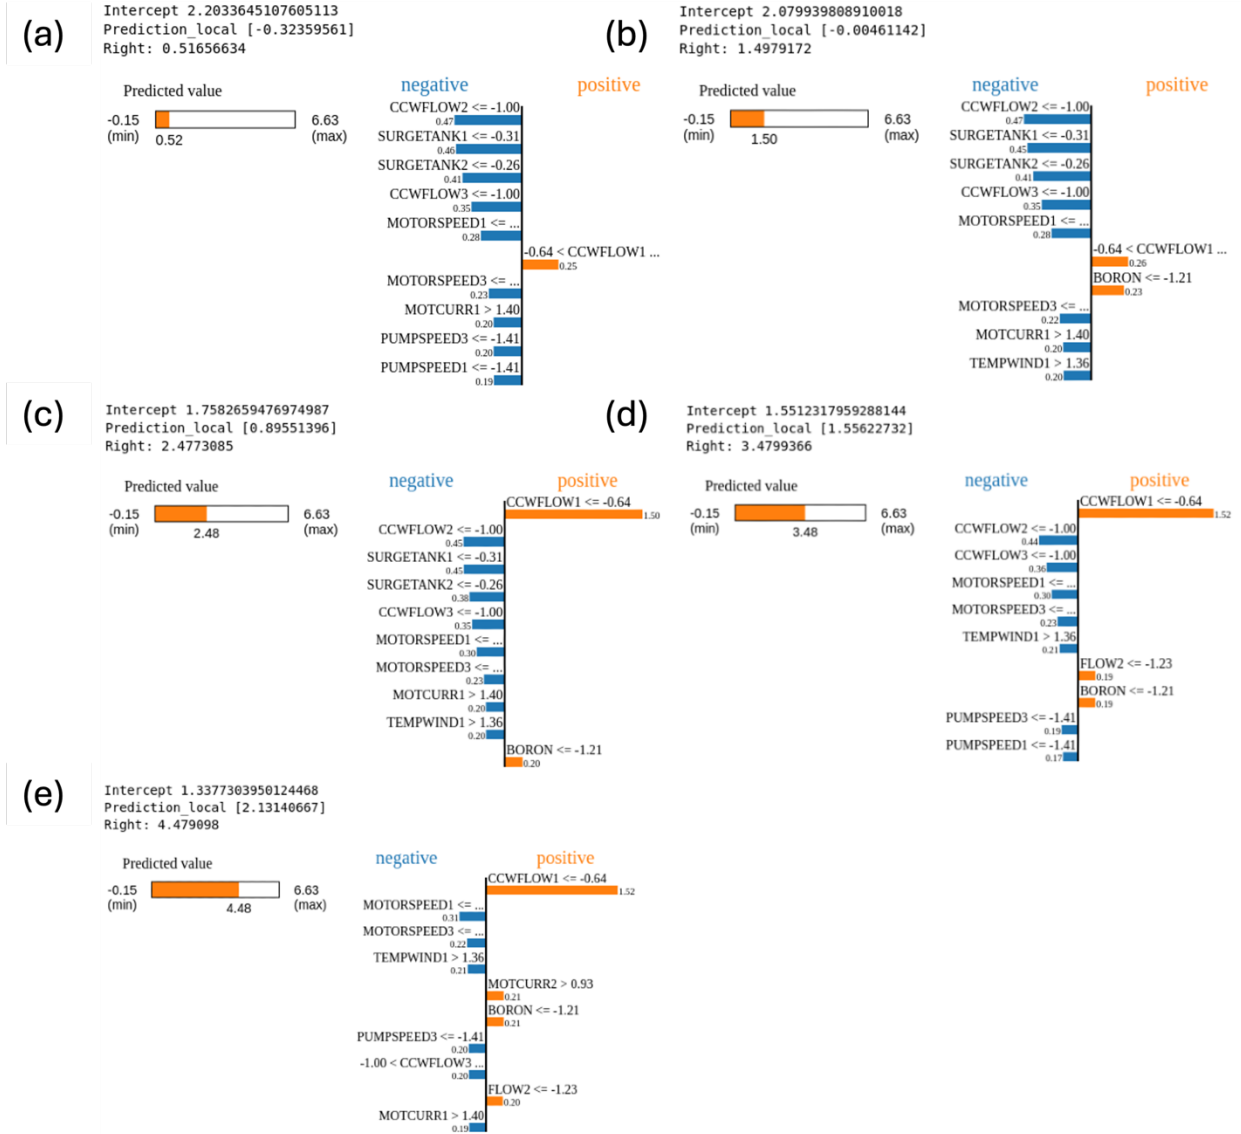 (a)
Intercept 2.2033645107605113
Prediction_local [-0.32359561]
Right: 0.51656634
Predicted value
-0.15
(min)
0.52
6.63
(max)
negative
positive
CCWFLOW2 <= -1.00
0.47
SURGETANK1 <= -0.31
0.46
SURGETANK2 <= -0.26
0.41
CCWFLOW3 <= -1.00
0.35
MOTORSPEED1 <= ...
0.28
-0.64 < CCWFLOW1 ...
0.25
MOTORSPEED3 <= ...
0.23
MOTCURR1 > 1.40
0.20
PUMPSPEED3 <= -1.41
0.20
PUMPSPEED1 <= -1.41
0.19
(b)
Intercept 2.079939808910018
Prediction_local [-0.00461142]
Right: 1.4979172
Predicted value
-0.15
(min)
1.50
6.63
(max)
negative
positive
CCWFLOW2 <= -1.00
0.47
SURGETANK1 <= -0.31
0.45
SURGETANK2 <= -0.26
0.41
CCWFLOW3 <= -1.00
0.35
MOTORSPEED1 <= ...
0.28
-0.64 < CCWFLOW1 ...
0.26
BORON <= -1.21
0.23
MOTORSPEED3 <= ...
0.22
MOTCURR1 > 1.40
0.20
TEMPWIND1 > 1.36
0.20
(c)
Intercept 1.7582659476974987
Prediction_local [0.89551396]
Right: 2.4773085
Predicted value
-0.15
(min)
2.48
6.63
(max)
negative
positive
CCWFLOW1 <= -0.64
1.50
CCWFLOW2 <= -1.00
0.45
SURGETANK1 <= -0.31
0.45
SURGETANK2 <= -0.26
0.38
CCWFLOW3 <= -1.00
0.35
MOTORSPEED1 <= ...
0.30
MOTORSPEED3 <= ...
0.23
MOTCURR1 > 1.40
0.20
TEMPWIND1 > 1.36
0.20
BORON <= -1.21
0.20
(d)
Intercept 1.5512317959288144
Prediction_local [1.55622732]
Right: 3.4799366
Predicted value
-0.15
(min)
3.48
6.63
(max)
negative
positive
CCWFLOW1 <= -0.64
1.52
CCWFLOW2 <= -1.00
0.44
CCWFLOW3 <= -1.00
0.36
MOTORSPEED1 <= ...
0.30
MOTORSPEED3 <= ...
0.23
TEMPWIND1 > 1.36
0.21
FLOW2 <= -1.23
0.19
BORON <= -1.21
0.19
PUMPSPEED3 <= -1.41
0.19
PUMPSPEED1 <= -1.41
0.17
(e)
Intercept 1.3377303950124468
Prediction_local [2.13140667]
Right: 4.479098
Predicted value
-0.15
(min)
4.48
6.63
(max)
negative
positive
CCWFLOW1 <= -0.64
1.52
MOTORSPEED1 <= ...
0.31
MOTORSPEED3 <= ...
0.22
TEMPWIND1 > 1.36
0.21
MOTCURR2 > 0.93
0.21
BORON <= -1.21
0.21
PUMPSPEED3 <= -1.41
0.20
-1.00 < CCWFLOW3 ...
0.20
FLOW2 <= -1.23
0.20
MOTCURR1 > 1.40
0.19